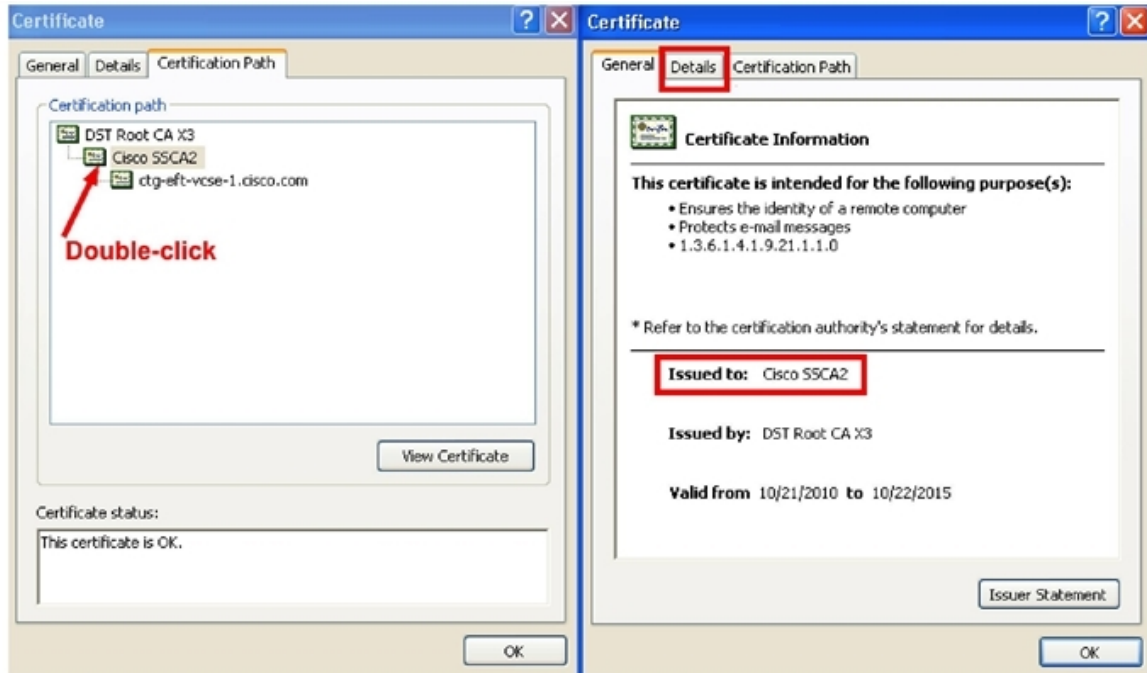 Certificate
General Details Certification Path
Certification path
DST Root CA X3
Cisco SSCA2
ctg-eft-vcse-1.cisco.com
Double-click
View Certificate
Certificate status:
This certificate is OK.
OK
Certificate
General Details Certification Path
Certificate Information
This certificate is intended for the following purpose(s):
• Ensures the identity of a remote computer
• Protects e-mail messages
• 1.3.6.1.4.1.9.21.1.1.0
* Refer to the certification authority's statement for details.
Issued to: Cisco SSCA2
Issued by: DST Root CA X3
Valid from 10/21/2010 to 10/22/2015
Issuer Statement
OK